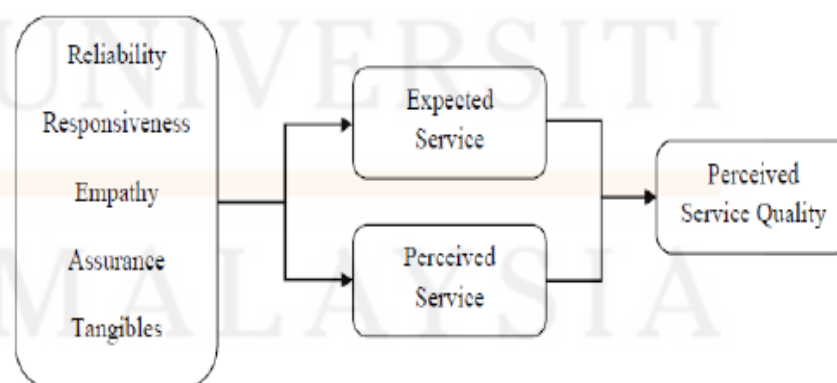 UNIVERSITI
MALAYSIA
Reliability
Responsiveness
Empathy
Assurance
Tangibles
Expected
Service
Perceived
Service
Perceived
Service Quality